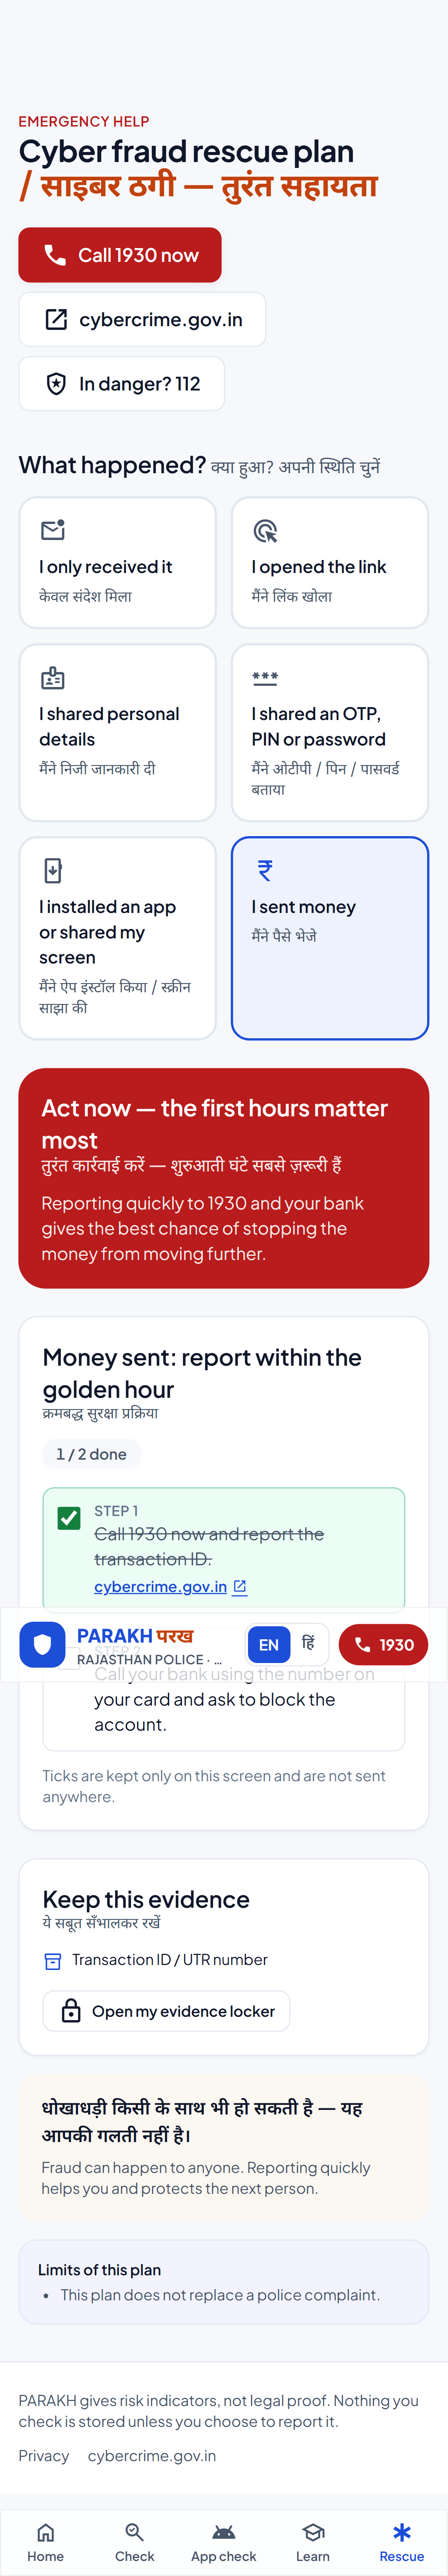 EMERGENCY HELP
Cyber fraud rescue plan
/ साइबर ठगी — तुरंत सहायता
Call 1930 now
cybercrime.gov.in
In danger? 112
What happened? क्या हुआ? अपनी स्थिति चुनें
I only received it
केवल संदेश मिला
I opened the link
मैंने लिंक खोला
I shared personal
details
मैंने निजी जानकारी दी
***
I shared an OTP,
PIN or password
मैंने ओटीपी / पिन / पासवर्ड
बताया
I installed an app
or shared my
screen
मैंने ऐप इंस्टॉल किया / स्क्रीन
साझा की
₹
I sent money
मैंने पैसे भेजे
Act now — the first hours matter
most
तुरंत कार्रवाई करें — शुरुआती घंटे सबसे ज़रूरी हैं
Reporting quickly to 1930 and your bank
gives the best chance of stopping the
money from moving further.
Money sent: report within the
golden hour
क्रमबद्ध सुरक्षा प्रक्रिया
1 / 2 done
STEP 1
Call 1930 now and report the
transaction ID.
cybercrime.gov.in
PARAKH परख
RAJASTHAN POLICE · ...
EN
हिं
1930
STEP 2
Call your bank using the number on
your card and ask to block the
account.
Ticks are kept only on this screen and are not sent
anywhere.
Keep this evidence
ये सबूत सँभालकर रखें
Transaction ID / UTR number
Open my evidence locker
धोखाधड़ी किसी के साथ भी हो सकती है — यह
आपकी गलती नहीं है।
Fraud can happen to anyone. Reporting quickly
helps you and protects the next person.
Limits of this plan
• This plan does not replace a police complaint.
PARAKH gives risk indicators, not legal proof. Nothing you
check is stored unless you choose to report it.
Privacy cybercrime.gov.in
Home
Check
App check
Learn
Rescue